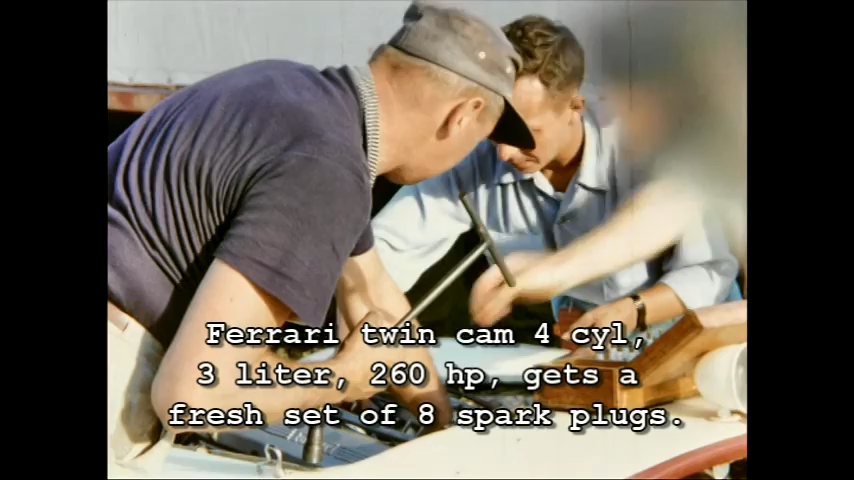 Ferrari twin cam 4 cyl,
3 liter, 260 hp, gets a
fresh set of 8 spark plugs.